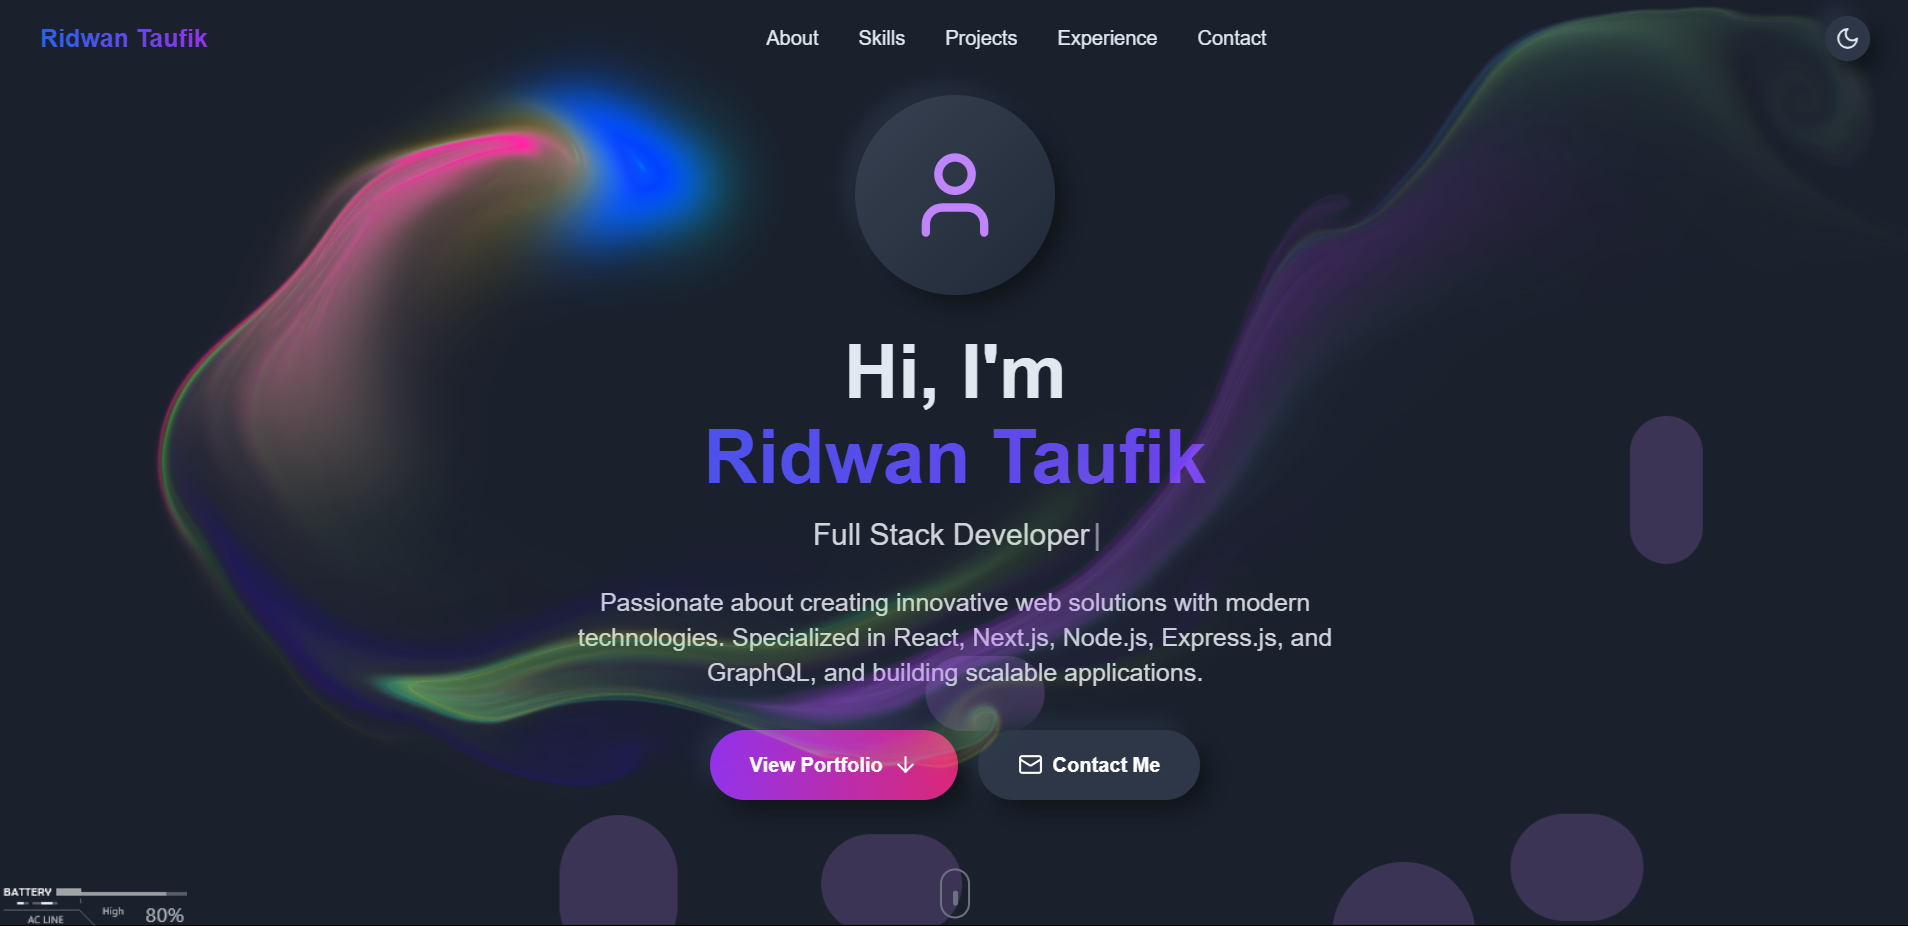 Ridwan Taufik
About Skills Projects Experience Contact
Hi, I'm
Ridwan Taufik
Full Stack Developer|
Passionate about creating innovative web solutions with modern
technologies. Specialized in React, Next.js, Node.js, Express.js, and
GraphQL, and building scalable applications.
View Portfolio
Contact Me
BATTERY
AC LINE
High
80%